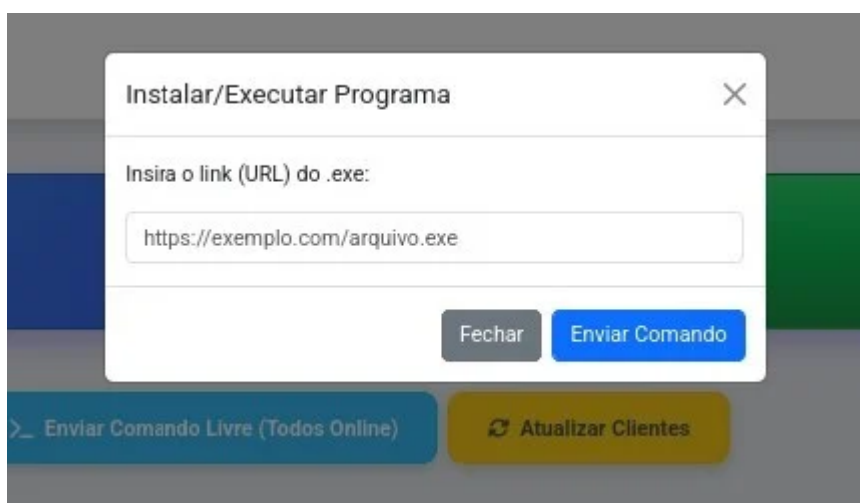 Instalar/Executar Programa
Insira o link (URL) do .exe:
https://exemplo.com/arquivo.exe
Fechar
Enviar Comando
>_ Enviar Comando Livre (Todos Online)
Atualizar Clientes